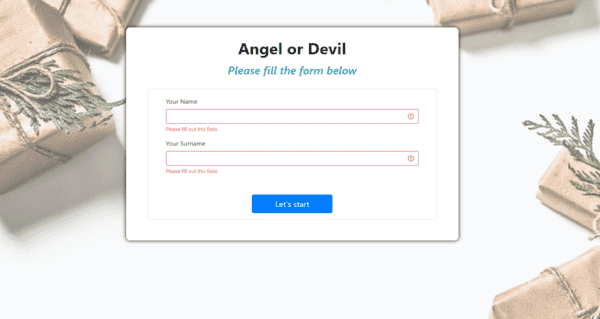 Angel or Devil
Please fill the form below
Your Name
Please fill out this field.
Your Surname
Please fill out this field.
Let's start